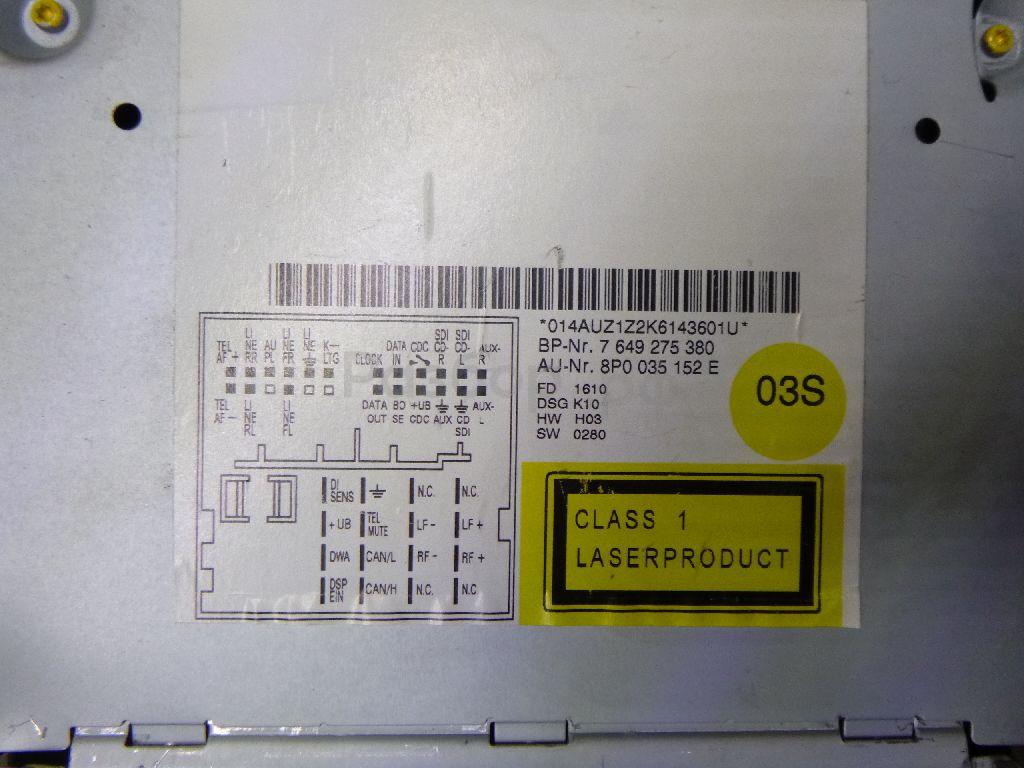 *014AUZ1Z2K6143601U*
BP-Nr. 7 649 275 380
AU-Nr. 8P0 035 152 E
FD 1610
DSG K10
HW H03
SW 0280
03S
CLASS 1
LASERPRODUCT
LI LI LI SDI SDI
TEL NE AU NE NE K- DATA CDC CD- CD- AUX-
AF+ RR PL FR LTG CLOCK IN R L R
TEL LI LI DATA BD +UB AUX-
AF- NE NE OUT SE CDC AUX CD L
RL FL SDI
DI N.C. N.C.
SENS
+UB TEL LF- LF+
MUTE
DWA CAN/L RF- RF+
DSP CAN/H N.C. N.C
EIN